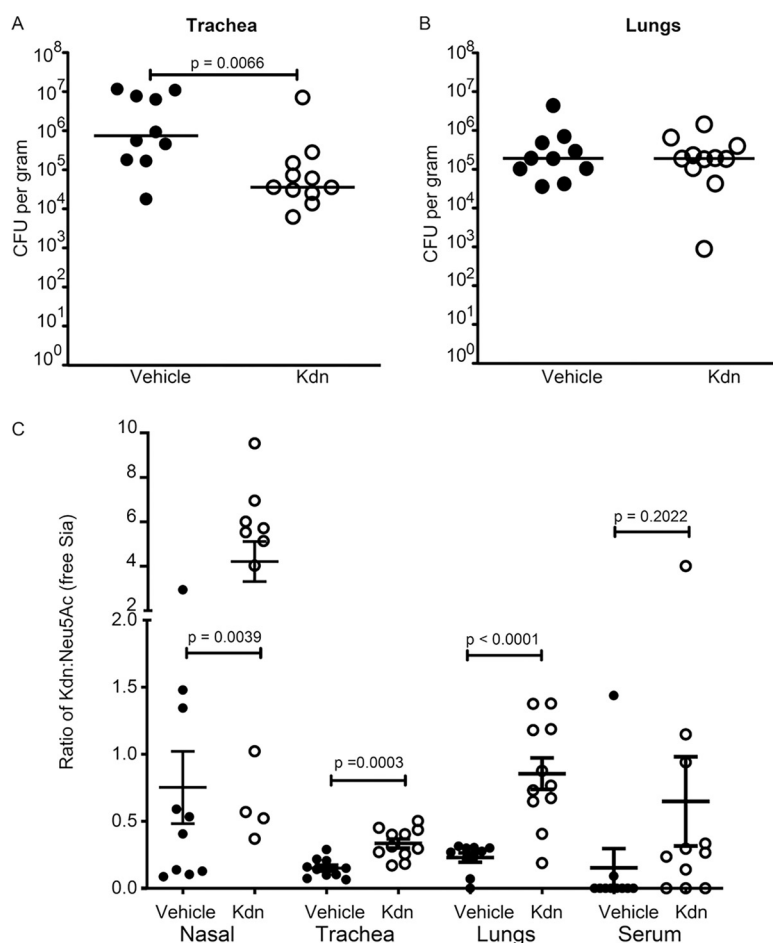 A
Trachea
10^8
10^7
10^6
10^5
10^4
10^3
10^2
10^1
10^0
CFU per gram
p = 0.0066
Vehicle Kdn
B
Lungs
10^8
10^7
10^6
10^5
10^4
10^3
10^2
10^1
10^0
CFU per gram
Vehicle Kdn
C
Ratio of Kdn:Neu5Ac (free Sia)
10
8
6
4
2
2.0
1.5
1.0
0.5
0.0
p = 0.0039
p =0.0003
p < 0.0001
p = 0.2022
Vehicle Kdn Vehicle Kdn Vehicle Kdn Vehicle Kdn
Nasal Trachea Lungs Serum